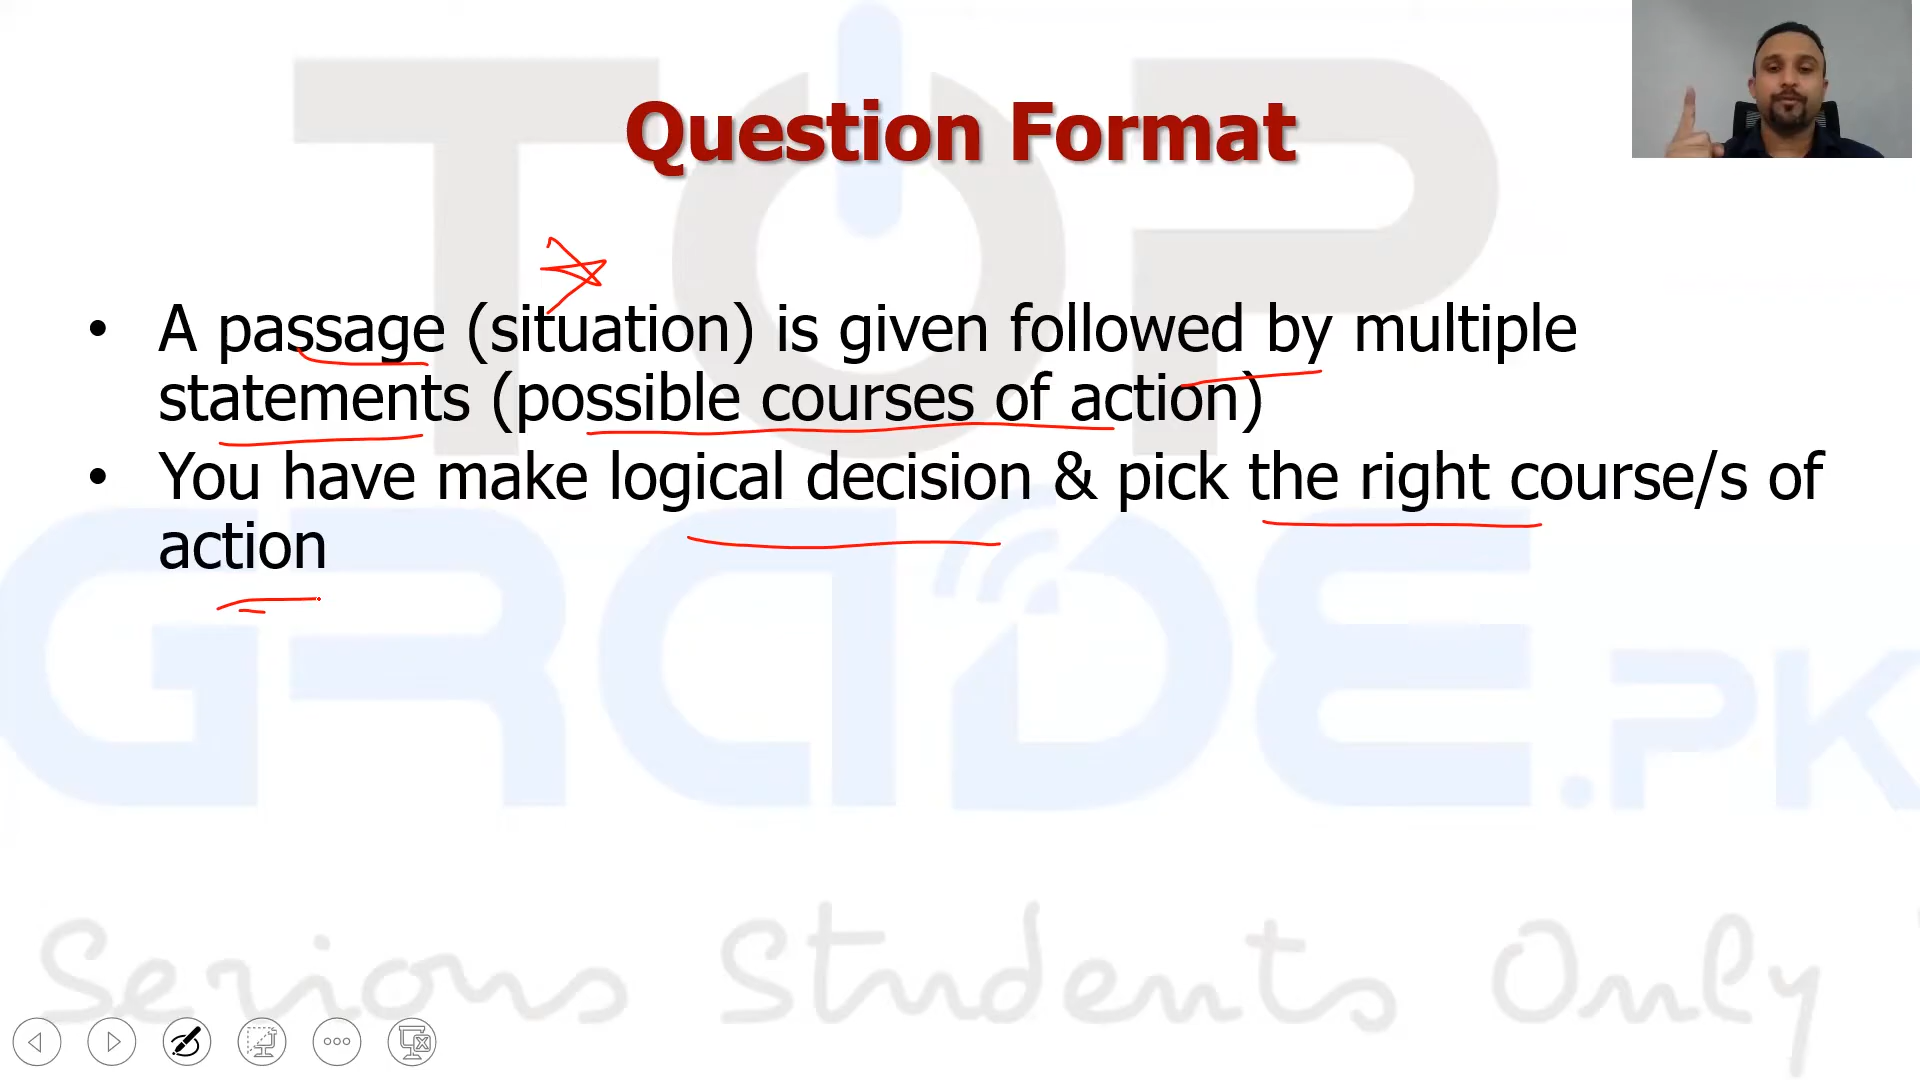 Question Format
• A passage (situation) is given followed by multiple
statements (possible courses of action)
• You have make logical decision & pick the right course/s of
action
TOP
GRADE.PK
Serious Students Only